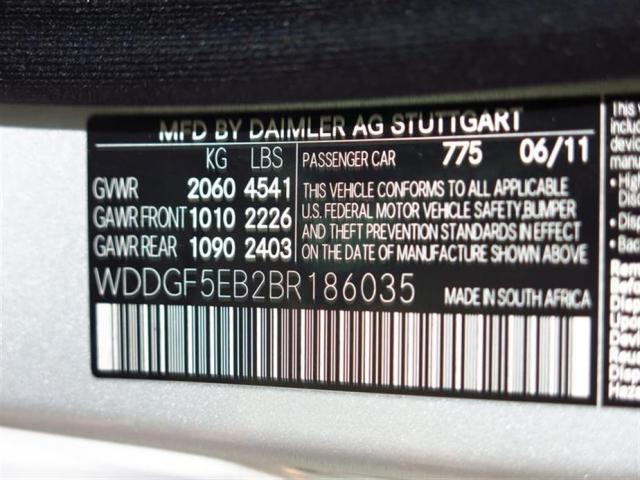 MFD BY DAIMLER AG STUTTGART
KG LBS
GVWR 2060 4541
GAWR FRONT 1010 2226
GAWR REAR 1090 2403
PASSENGER CAR 775 06/11
THIS VEHICLE CONFORMS TO ALL APPLICABLE
U.S. FEDERAL MOTOR VEHICLE SAFETY,BUMPER
AND THEFT PREVENTION STANDARDS IN EFFECT
ON THE DATE OF MANUFACTURE SHOWN ABOVE
WDDGF5EB2BR186035 MADE IN SOUTH AFRICA
This